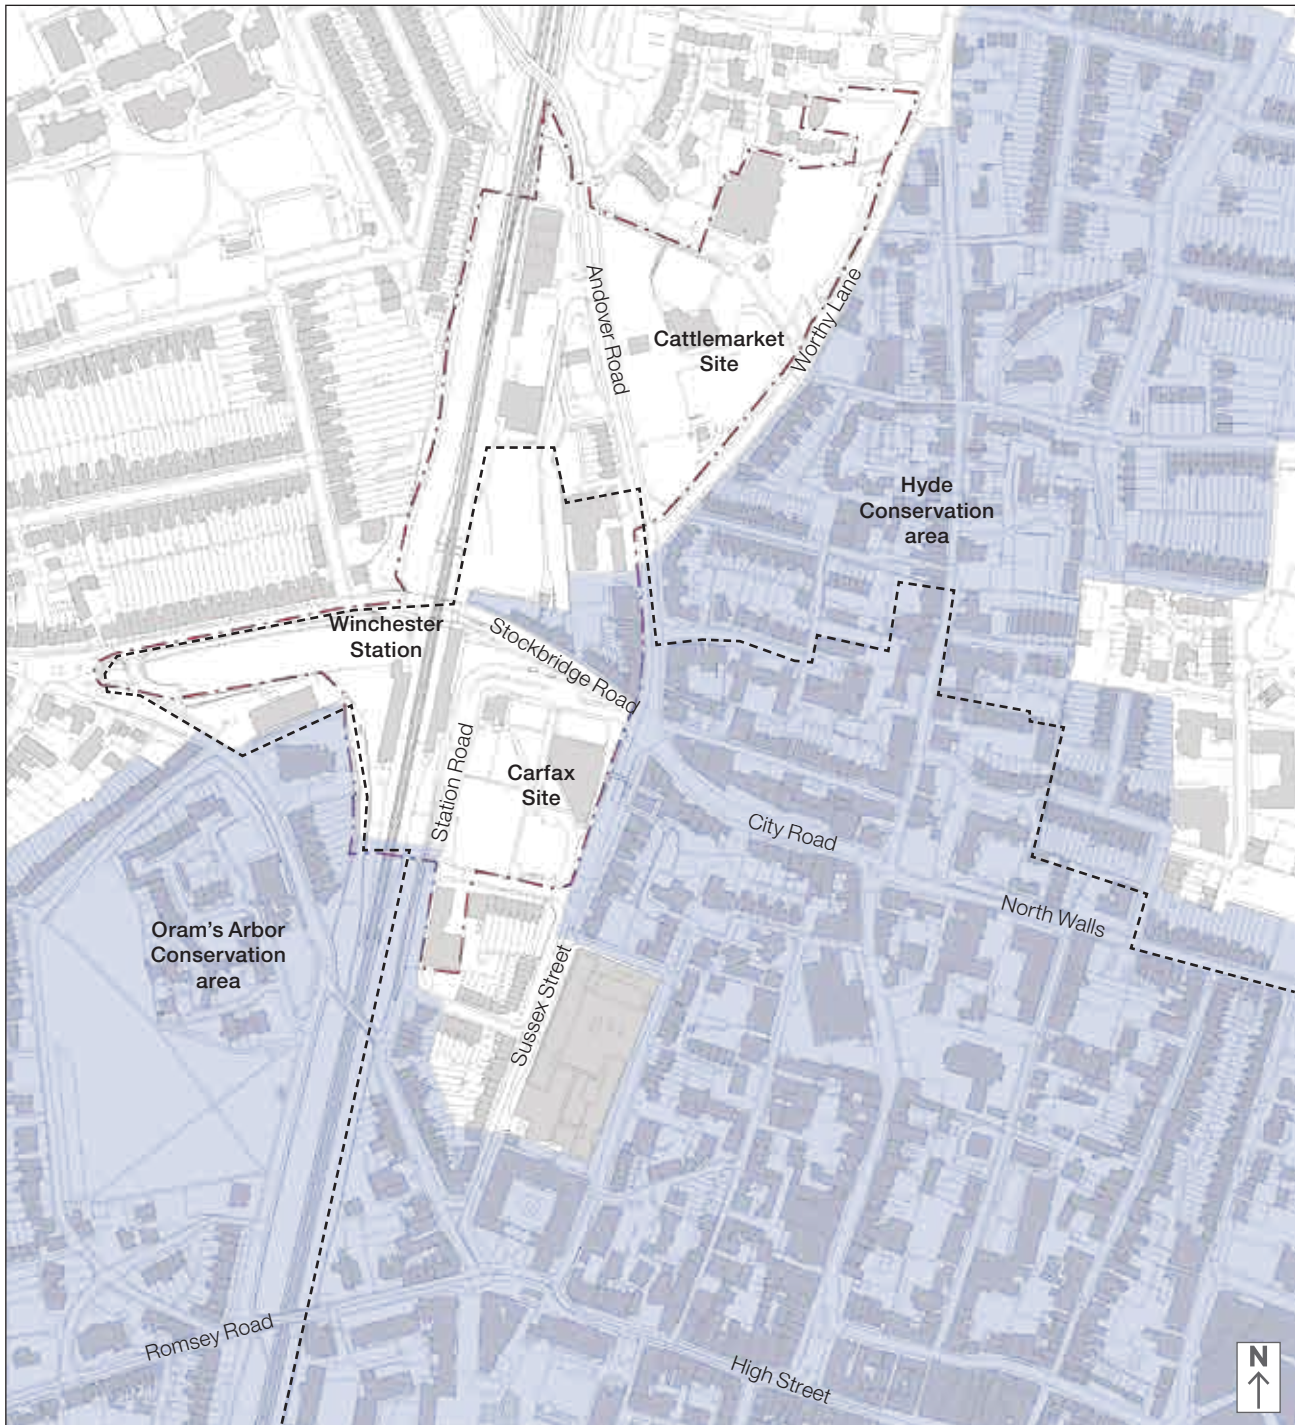 Andover Road
Cattlemarket
Site
Worthy Lane
Hyde
Conservation
area
Winchester
Station
Stockbridge Road
Station Road
Carfax
Site
City Road
North Walls
Oram's Arbor
Conservation
area
Sussex Street
Romsey Road
High Street
N